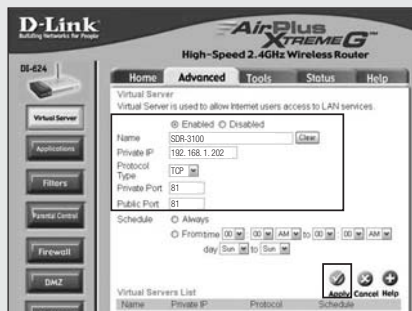 D-Link
Building Networks for People
AirPlus
XTREME G™
High-Speed 2.4GHz Wireless Router
DI-624
Home Advanced Tools Status Help
Virtual Server
Virtual Server is used to allow Internet users access to LAN services.
Virtual Server
Enabled Disabled
Name SDR-3100 Clear
Private IP 192.168.1.202
Applications
Protocol Type TCP
Filters
Private Port 81
Public Port 81
Parental Control
Schedule Always
From time 00 : 00 AM to 00 : 00 AM
day Sun to Sun
Firewall
DMZ
Apply Cancel Help
Virtual Servers List
Name Private IP Protocol Schedule